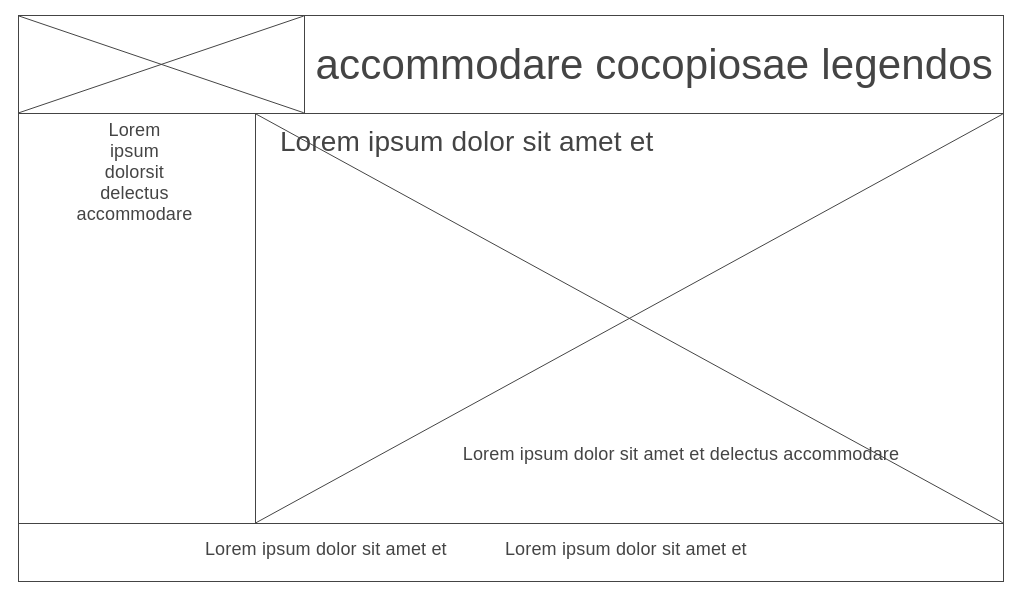 accommodare cocopiosae legendos
Lorem
ipsum
dolorsit
delectus
accommodare
Lorem ipsum dolor sit amet et
Lorem ipsum dolor sit amet et delectus accommodare
Lorem ipsum dolor sit amet et
Lorem ipsum dolor sit amet et